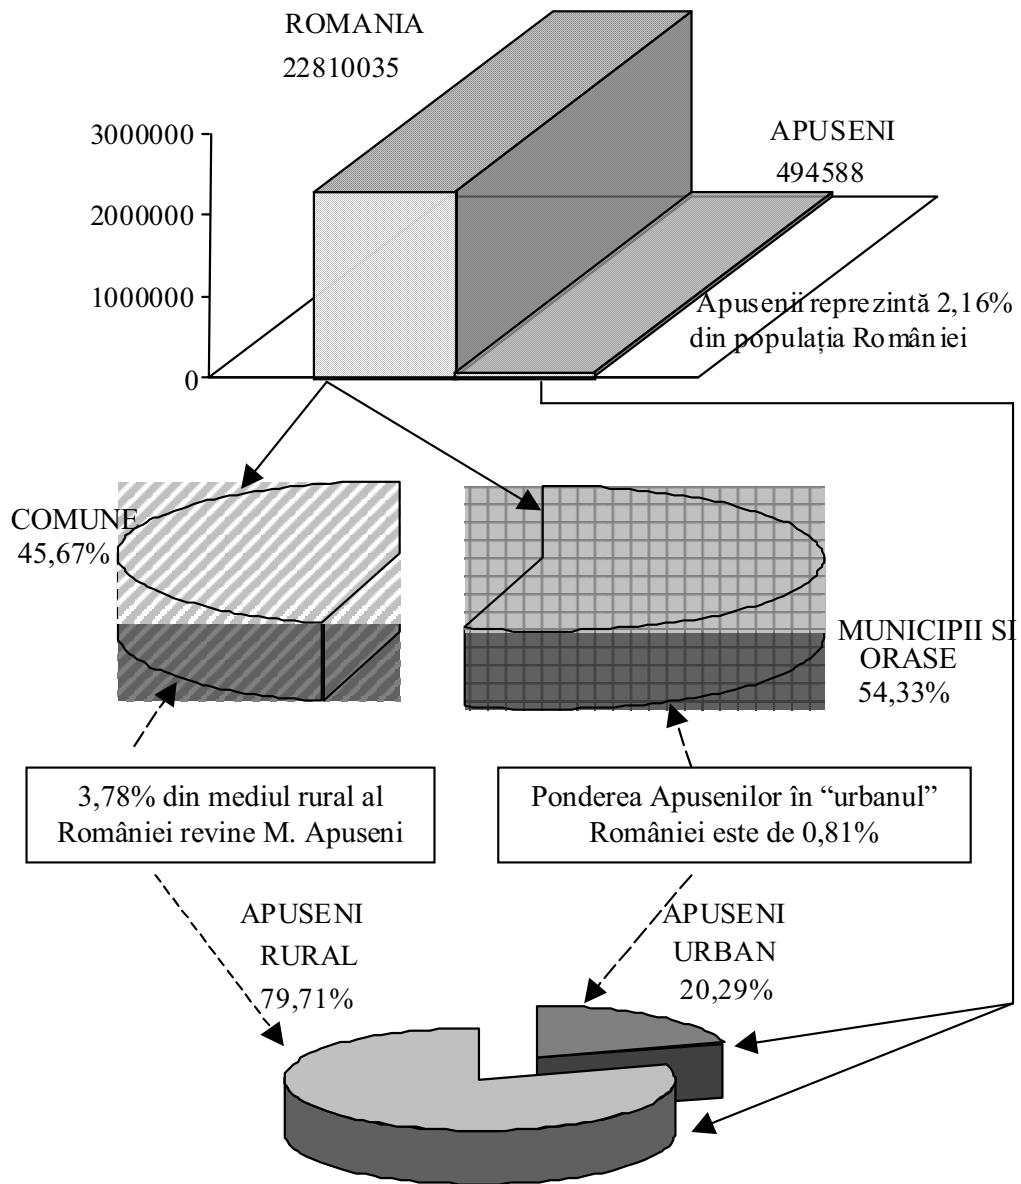 ROMANIA
22810035
APUSENI
494588
3000000
2000000
1000000
0
Apusenii reprezintă 2,16%
din populația României
COMUNE
45,67%
MUNICIPII SI
ORASE
54,33%
3,78% din mediul rural al
României revine M. Apuseni
Ponderea Apusenilor în “urbanul”
României este de 0,81%
APUSENI
RURAL
79,71%
APUSENI
URBAN
20,29%